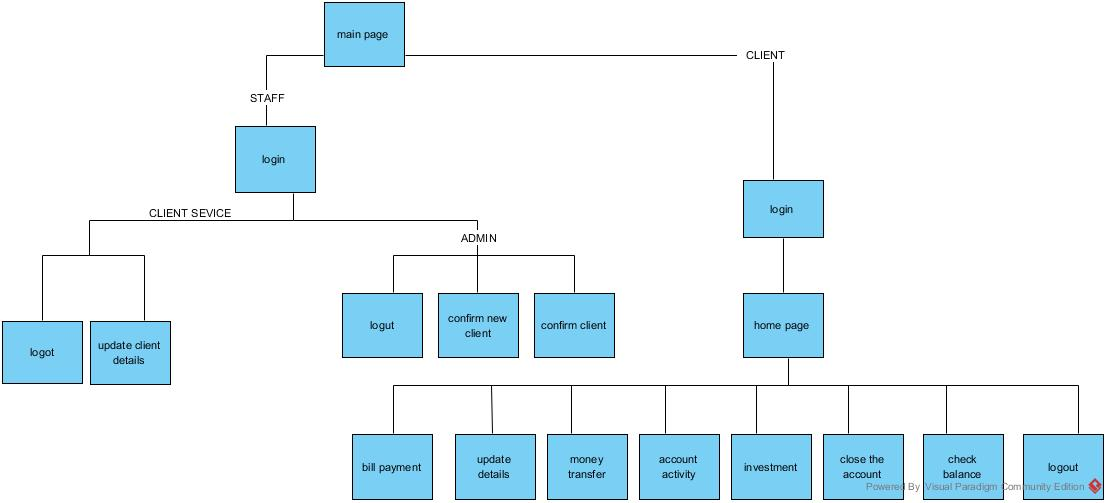 main page
CLIENT
STAFF
login
CLIENT SEVICE
login
ADMIN
logut
confirm new
client
confirm client
home page
logot
update client
details
bill payment
update
details
money
transfer
account
activity
investment
close the
account
check
balance
logout
Powered By Visual Paradigm Community Edition